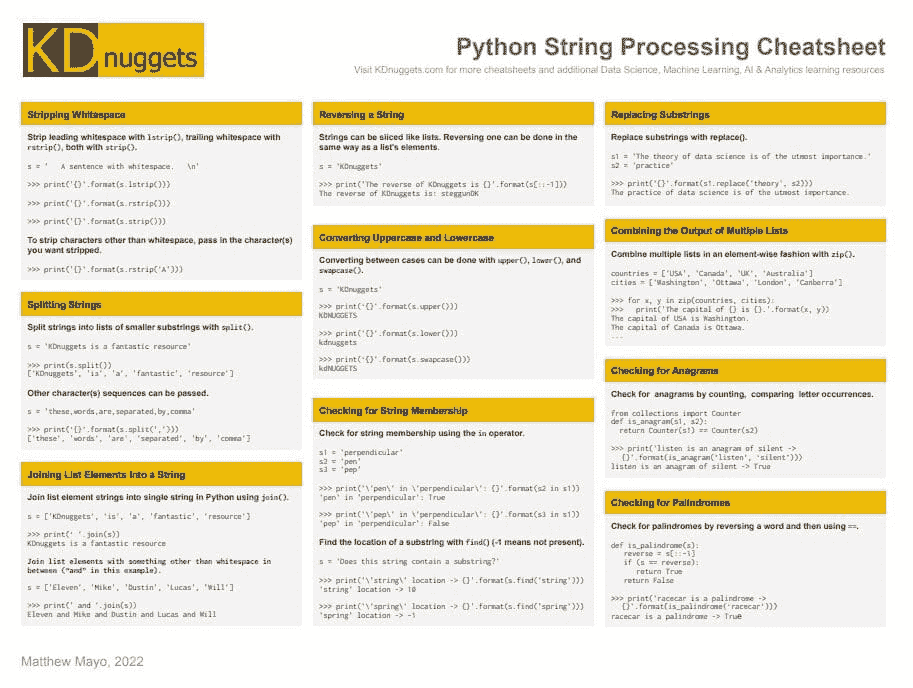 KDnuggets
Python String Processing Cheatsheet
Visit KDnuggets.com for more cheatsheets and additional Data Science, Machine Learning, AI & Analytics learning resources
Stripping Whitespace
Strip leading whitespace with lstrip(), trailing whitespace with
rstrip(), both with strip().
s = '   A sentence with whitespace.   \n'
>>> print('{}'.format(s.lstrip()))
>>> print('{}'.format(s.rstrip()))
>>> print('{}'.format(s.strip()))
To strip characters other than whitespace, pass in the character(s)
you want stripped.
>>> print('{}'.format(s.rstrip('A')))
Splitting Strings
Split strings into lists of smaller substrings with split().
s = 'KDnuggets is a fantastic resource'
>>> print(s.split())
['KDnuggets', 'is', 'a', 'fantastic', 'resource']
Other character(s) sequences can be passed.
s = 'these,words,are,separated,by,comma'
>>> print('{}'.format(s.split(',')))
['these', 'words', 'are', 'separated', 'by', 'comma']
Joining List Elements Into a String
Join list element strings into single string in Python using join().
s = ['KDnuggets', 'is', 'a', 'fantastic', 'resource']
>>> print(' '.join(s))
KDnuggets is a fantastic resource
Join list elements with something other than whitespace in
between ("and" in this example).
s = ['Eleven', 'Mike', 'Dustin', 'Lucas', 'Will']
>>> print(' and '.join(s))
Eleven and Mike and Dustin and Lucas and Will
Reversing a String
Strings can be sliced like lists. Reversing one can be done in the
same way as a list's elements.
s = 'KDnuggets'
>>> print('The reverse of KDnuggets is {}'.format(s[::-1]))
The reverse of KDnuggets is: steggunDK
Converting Uppercase and Lowercase
Converting between cases can be done with upper(), lower(), and
swapcase().
s = 'KDnuggets'
>>> print('{}'.format(s.upper()))
KDNUGGETS
>>> print('{}'.format(s.lower()))
kdnuggets
>>> print('{}'.format(s.swapcase()))
kdNUGGETS
Checking for String Membership
Check for string membership using the in operator.
s1 = 'perpendicular'
s2 = 'pen'
s3 = 'pep'
>>> print('\'pen\' in \'perpendicular\': {}'.format(s2 in s1))
'pen' in 'perpendicular': True
>>> print('\'pep\' in \'perpendicular\': {}'.format(s3 in s1))
'pep' in 'perpendicular': False
Find the location of a substring with find() (-1 means not present).
s = 'Does this string contain a substring?'
>>> print('\'string\' location -> {}'.format(s.find('string')))
'string' location -> 10
>>> print('\'spring\' location -> {}'.format(s.find('spring')))
'spring' location -> -1
Replacing Substrings
Replace substrings with replace().
s1 = 'The theory of data science is of the utmost importance.'
s2 = 'practice'
>>> print('{}'.format(s1.replace('theory', s2)))
The practice of data science is of the utmost importance.
Combining the Output of Multiple Lists
Combine multiple lists in an element-wise fashion with zip().
countries = ['USA', 'Canada', 'UK', 'Australia']
cities = ['Washington', 'Ottawa', 'London', 'Canberra']
>>> for x, y in zip(countries, cities):
>>>   print('The capital of {} is {}.'.format(x, y))
The capital of USA is Washington.
The capital of Canada is Ottawa.
...
Checking for Anagrams
Check for anagrams by counting, comparing letter occurrences.
from collections import Counter
def is_anagram(s1, s2):
  return Counter(s1) == Counter(s2)
>>> print('listen is an anagram of silent ->
{}'.format(is_anagram('listen', 'silent')))
listen is an anagram of silent -> True
Checking for Palindromes
Check for palindromes by reversing a word and then using ==.
def is_palindrome(s):
   reverse = s[::-1]
   if (s == reverse):
      return True
   return False
>>> print('racecar is a palindrome ->
{}'.format(is_palindrome('racecar')))
racecar is a palindrome -> True
Matthew Mayo, 2022